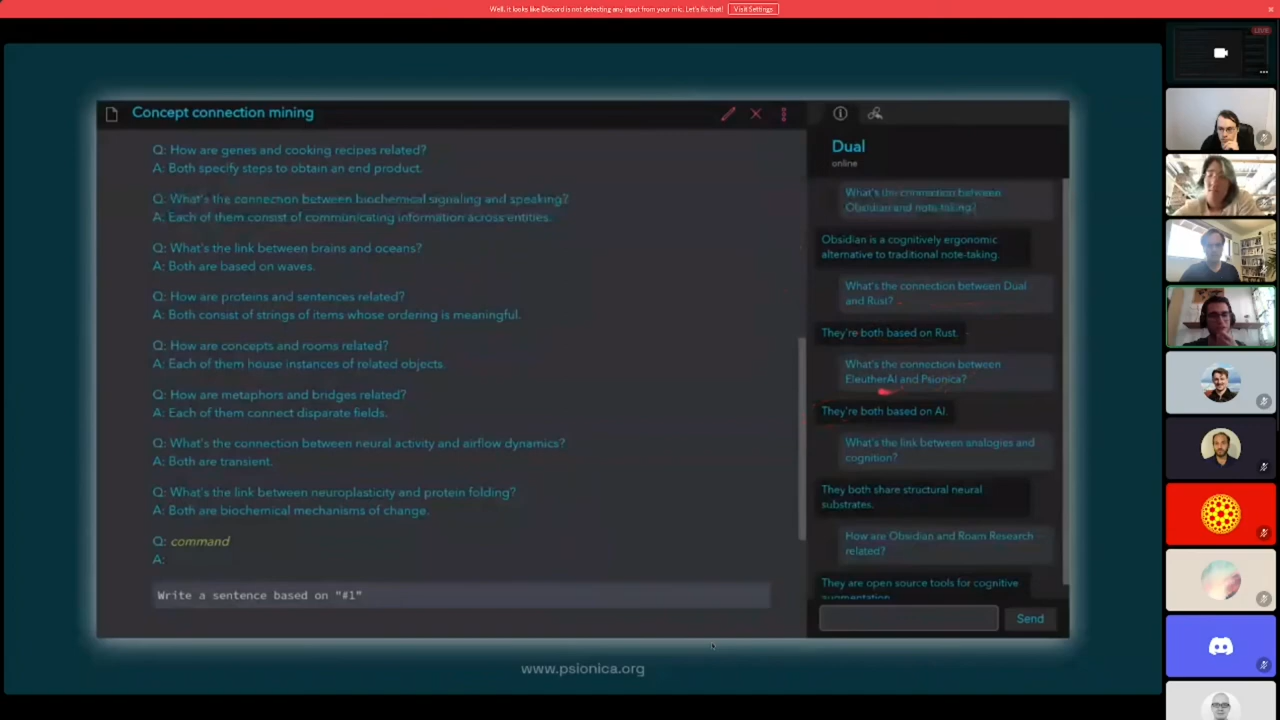 Well, it looks like Discord is not detecting any input from your mic. Let's fix that! Visit Settings
LIVE
Concept connection mining
Q: How are genes and cooking recipes related?
A: Both specify steps to obtain an end product.
Q: What's the connection between biochemical signaling and speaking?
A: Each of them consist of communicating information across entities.
Q: What's the link between brains and oceans?
A: Both are based on waves.
Q: How are proteins and sentences related?
A: Both consist of strings of items whose ordering is meaningful.
Q: How are concepts and rooms related?
A: Each of them house instances of related objects.
Q: How are metaphors and bridges related?
A: Each of them connect disparate fields.
Q: What's the connection between neural activity and airflow dynamics?
A: Both are transient.
Q: What's the link between neuroplasticity and protein folding?
A: Both are biochemical mechanisms of change.
Q: command
A:
Write a sentence based on "#1"
Dual
online
What's the connection between
Obsidian and note-taking?
Obsidian is a cognitively ergonomic
alternative to traditional note-taking.
What's the connection between Dual
and Rust?
They're both based on Rust.
What's the connection between
EleutherAI and Psionica?
They're both based on AI.
What's the link between analogies and
cognition?
They both share structural neural
substrates.
How are Obsidian and Roam Research
related?
They are open source tools for cognitive
augmentation
Send
www.psionica.org